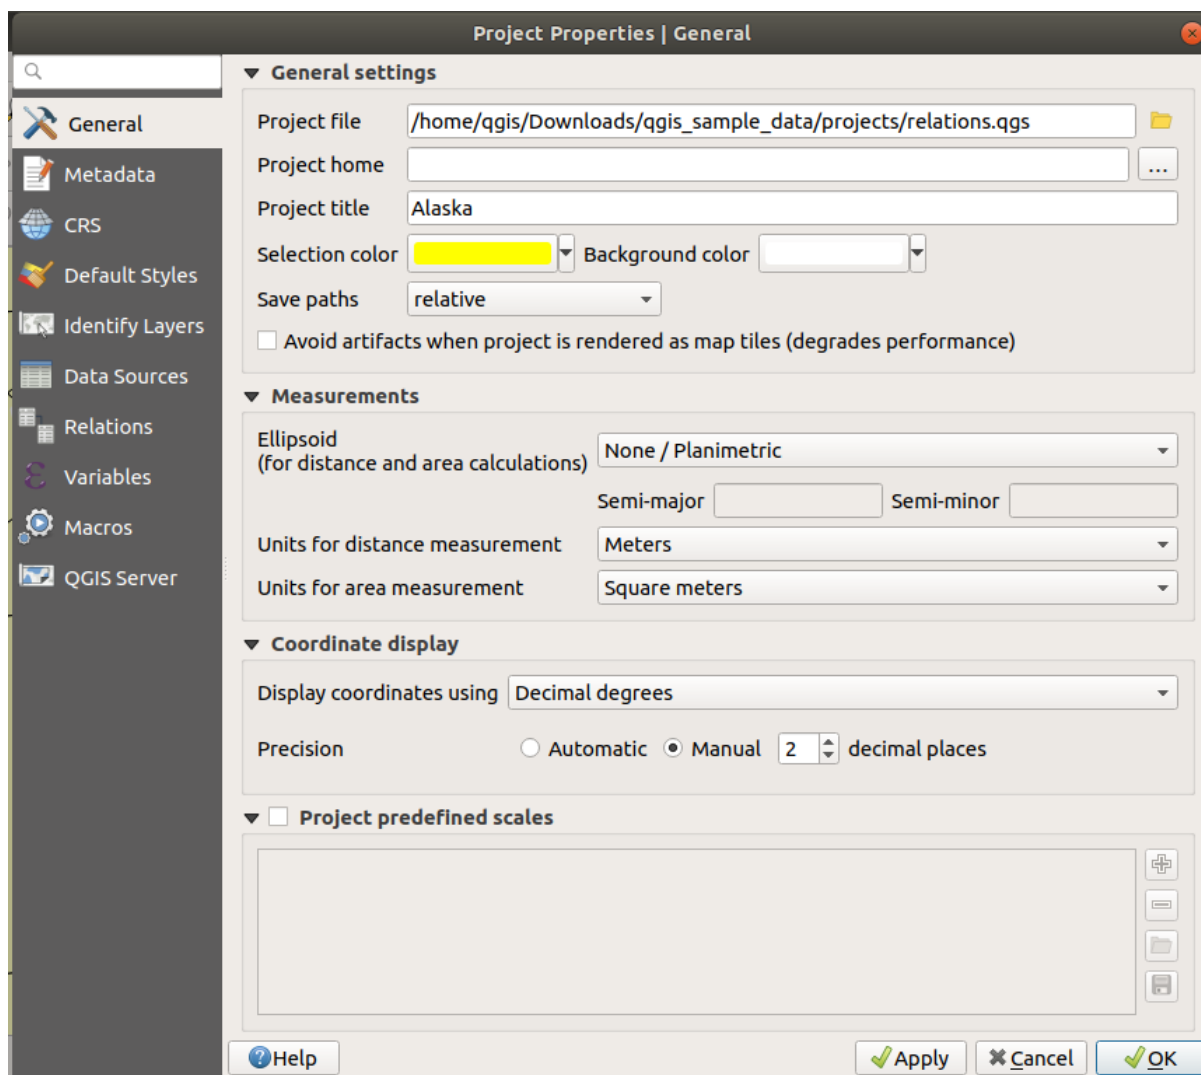 Project Properties | General
General
Metadata
CRS
Default Styles
Identify Layers
Data Sources
Relations
Variables
Macros
QGIS Server
General settings
Project file /home/qgis/Downloads/qgis_sample_data/projects/relations.qgs
Project home ...
Project title Alaska
Selection color Background color
Save paths relative
Avoid artifacts when project is rendered as map tiles (degrades performance)
Measurements
Ellipsoid
(for distance and area calculations) None / Planimetric
Semi-major Semi-minor
Units for distance measurement Meters
Units for area measurement Square meters
Coordinate display
Display coordinates using Decimal degrees
Precision Automatic Manual 2 decimal places
Project predefined scales
Help Apply Cancel OK